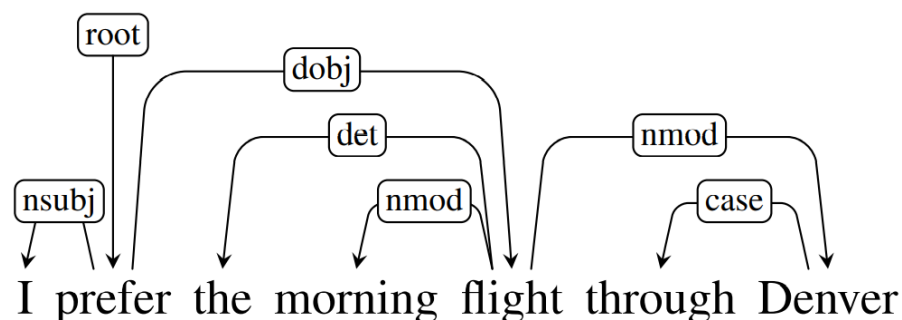 root
dobj
det nmod
nsubj nmod case
I prefer the morning flight through Denver